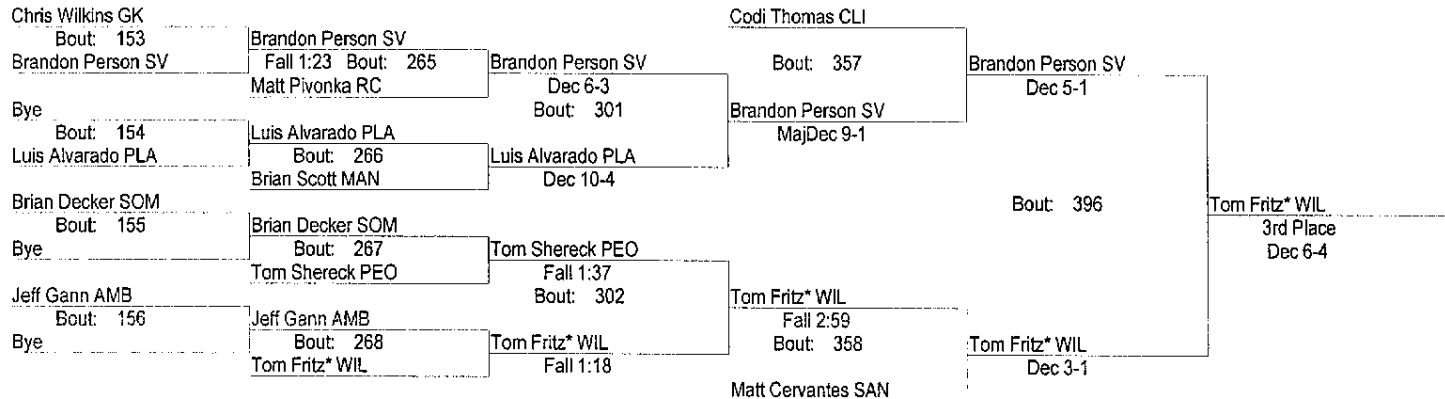 Chris Wilkins GK
Bout: 153
Brandon Person SV
Bye
Bout: 154
Luis Alvarado PLA
Brian Decker SOM
Bout: 155
Bye
Jeff Gann AMB
Bout: 156
Bye
Brandon Person SV
Fall 1:23 Bout: 265
Matt Pivonka RC
Luis Alvarado PLA
Bout: 266
Brian Scott MAN
Brian Decker SOM
Bout: 267
Tom Shereck PEO
Jeff Gann AMB
Bout: 268
Tom Fritz* WIL
Brandon Person SV
Dec 6-3
Bout: 301
Luis Alvarado PLA
Dec 10-4
Tom Shereck PEO
Fall 1:37
Bout: 302
Tom Fritz* WIL
Fall 1:18
Codi Thomas CLI
Bout: 357
Brandon Person SV
MajDec 9-1
Tom Fritz* WIL
Fall 2:59
Bout: 358
Matt Cervantes SAN
Brandon Person SV
Dec 5-1
Bout: 396
Tom Fritz* WIL
Dec 3-1
Tom Fritz* WIL
3rd Place
Dec 6-4